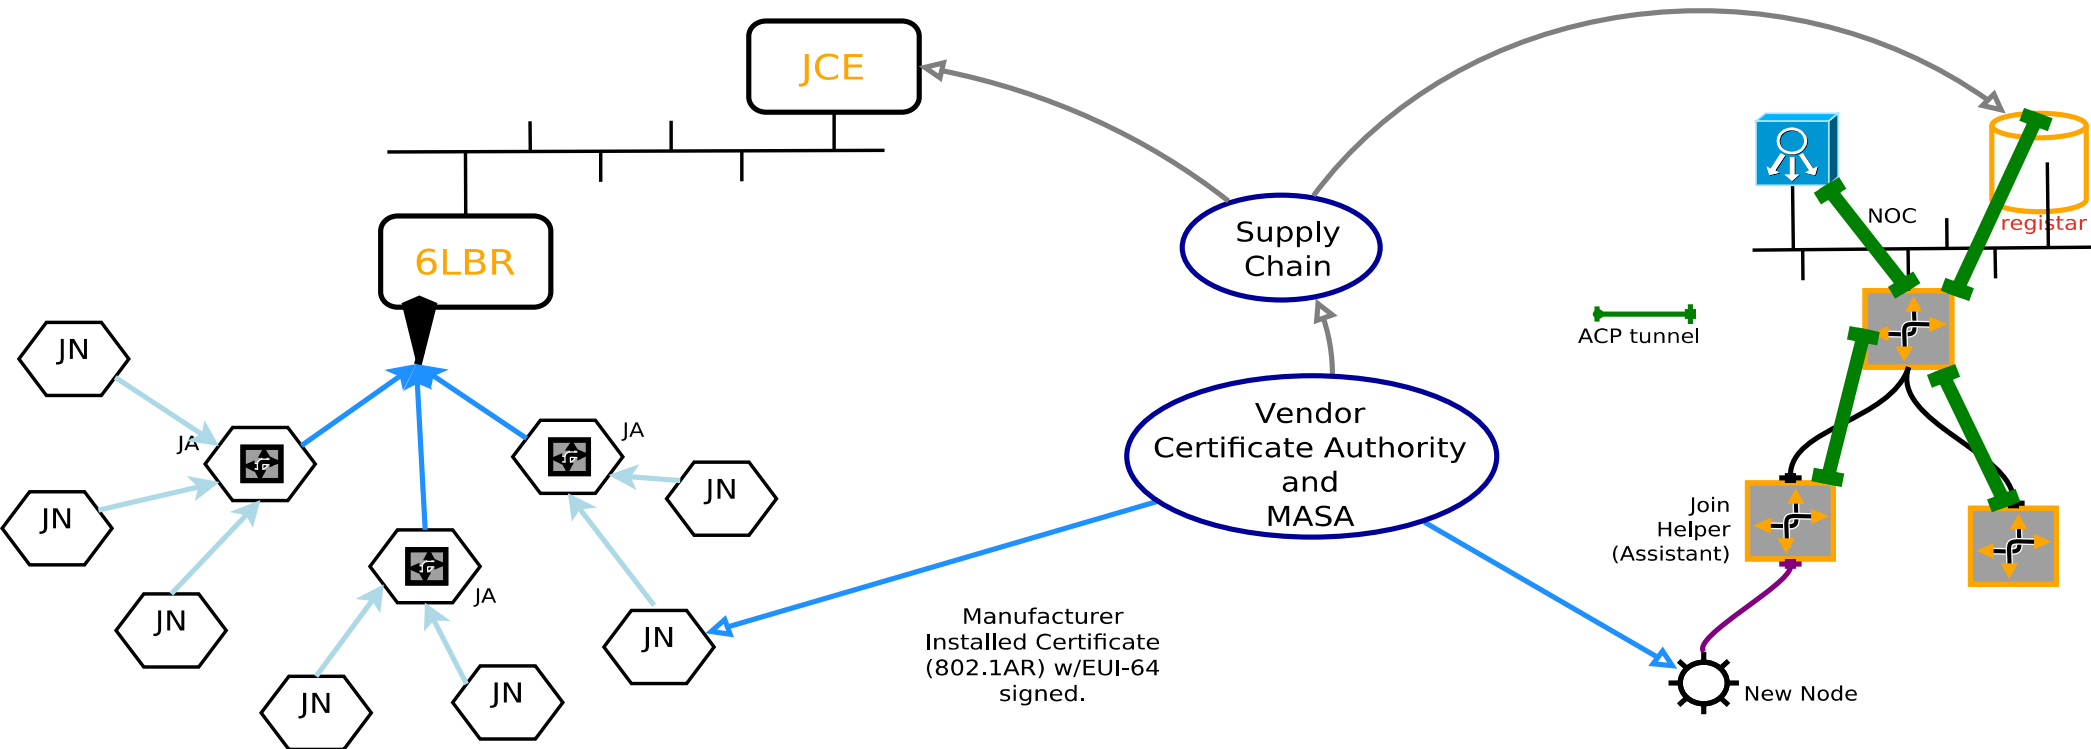 JCE
NOC
registar
Supply
Chain
6LBR
ACP tunnel
JN
Vendor
Certificate Authority
and
MASA
JA
JA
JN
JN
Join
Helper
(Assistant)
JA
JN
JN
Manufacturer
Installed Certificate
(802.1AR) w/EUI-64
signed.
JN
JN
New Node